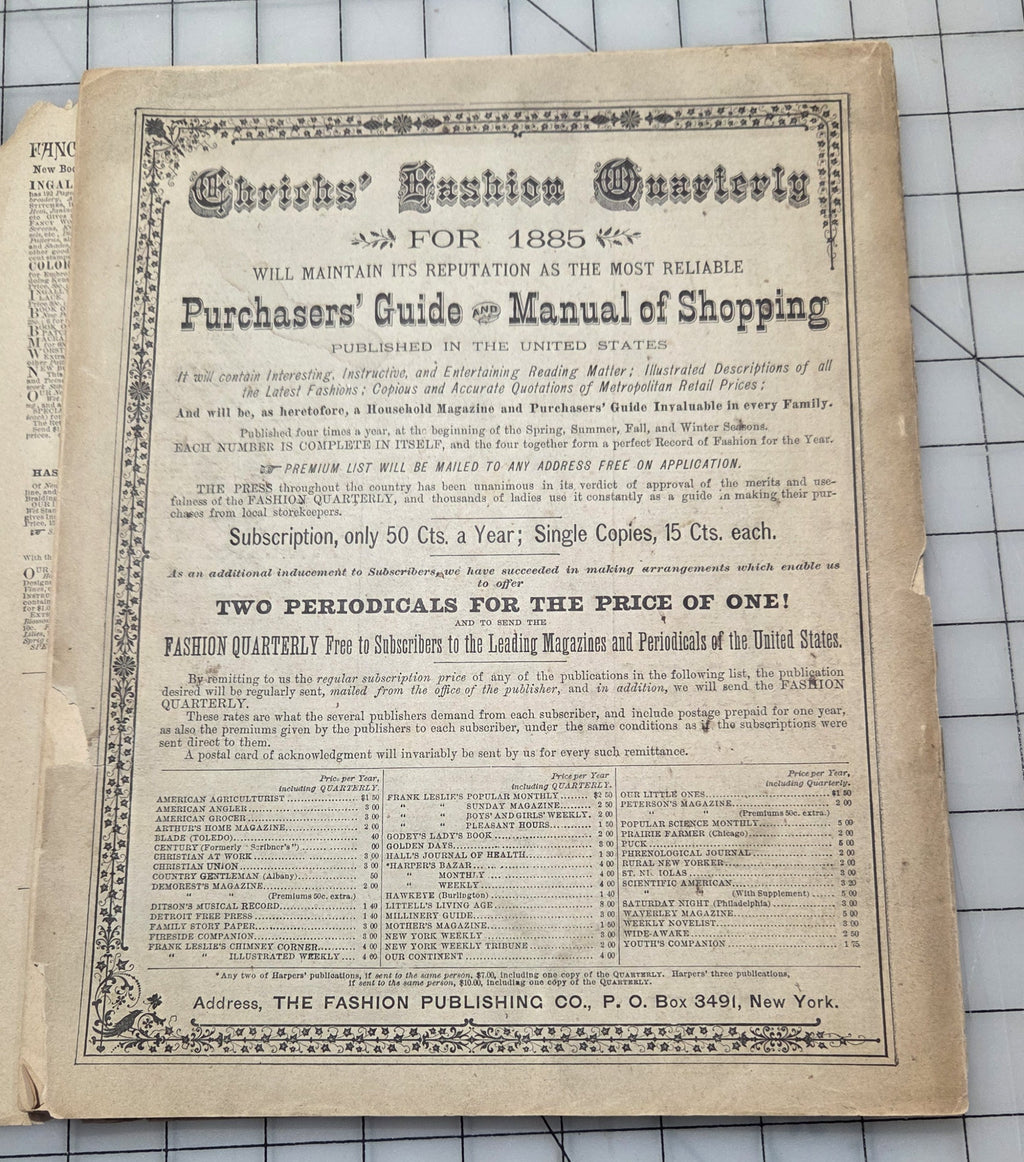 FANC
New Boo
INGAL
COLOR
HAS
Ehrichs' Fashion Quarterly
FOR 1885
WILL MAINTAIN ITS REPUTATION AS THE MOST RELIABLE
Purchasers' Guide AND Manual of Shopping
PUBLISHED IN THE UNITED STATES
It will contain Interesting, Instructive, and Entertaining Reading Matter; Illustrated Descriptions of all
the Latest Fashions; Copious and Accurate Quotations of Metropolitan Retail Prices;
And will be, as heretofore, a Household Magazine and Purchasers' Guide Invaluable in every Family.
Published four times a year, at the beginning of the Spring, Summer, Fall, and Winter Seasons.
EACH NUMBER IS COMPLETE IN ITSELF, and the four together form a perfect Record of Fashion for the Year.
☞ PREMIUM LIST WILL BE MAILED TO ANY ADDRESS FREE ON APPLICATION.
THE PRESS throughout the country has been unanimous in its verdict of approval of the merits and use-
fulness of the FASHION QUARTERLY, and thousands of ladies use it constantly as a guide in making their pur-
chases from local storekeepers.
Subscription, only 50 Cts. a Year; Single Copies, 15 Cts. each.
As an additional inducement to Subscribers, we have succeeded in making arrangements which enable us
to offer
TWO PERIODICALS FOR THE PRICE OF ONE!
AND TO SEND THE
FASHION QUARTERLY Free to Subscribers to the Leading Magazines and Periodicals of the United States.
By remitting to us the regular subscription price of any of the publications in the following list, the publication
desired will be regularly sent, mailed from the office of the publisher, and in addition, we will send the FASHION
QUARTERLY.
These rates are what the several publishers demand from each subscriber, and include postage prepaid for one year,
as also the premiums given by the publishers to each subscriber, under the same conditions as if the subscriptions were
sent direct to them.
A postal card of acknowledgment will invariably be sent by us for every such remittance.
Price per Year,
including QUARTERLY.
AMERICAN AGRICULTURIST $1 50
AMERICAN ANGLER 3 00
AMERICAN GROCER 3 00
ARTHUR'S HOME MAGAZINE 2 00
BLADE (TOLEDO)
CENTURY (Formerly "Scribner's")
CHRISTIAN AT WORK 3 00
CHRISTIAN UNION 3 00
COUNTRY GENTLEMAN (Albany)
DEMOREST'S MAGAZINE 2 00
" " (Premiums 50c. extra.)
DITSON'S MUSICAL RECORD 1 40
DETROIT FREE PRESS 1 40
FAMILY STORY PAPER 3 00
FIRESIDE COMPANION 3 00
FRANK LESLIE'S CHIMNEY CORNER 4 00
" " ILLUSTRATED WEEKLY 4 00
Price per Year
including QUARTERLY.
FRANK LESLIE'S POPULAR MONTHLY $2 50
" " SUNDAY MAGAZINE 2 50
" " BOYS' AND GIRLS' WEEKLY. 2 00
" " PLEASANT HOURS 1 50
GODEY'S LADY'S BOOK 2 00
GOLDEN DAYS 3 00
HALL'S JOURNAL OF HEALTH 1 30
*HARPER'S BAZAR 4 00
" MONTHLY 4 00
" WEEKLY 4 00
HAWKEYE (Burlington) 1 40
LITTELL'S LIVING AGE 8 00
MILLINERY GUIDE 3 00
MOTHER'S MAGAZINE 1 50
NEW YORK WEEKLY 3 00
NEW YORK WEEKLY TRIBUNE 2 00
OUR CONTINENT 4 00
Price per Year,
including Quarterly.
OUR LITTLE ONES $1 50
PETERSON'S MAGAZINE 2 00
" " (Premiums 50c. extra.)
POPULAR SCIENCE MONTHLY 5 00
PRAIRIE FARMER (Chicago) 2 00
PUCK 5 00
PHRENOLOGICAL JOURNAL 2 00
RURAL NEW YORKER 2 00
ST. NICHOLAS 3 00
SCIENTIFIC AMERICAN 3 20
" " (With Supplement) 5 00
SATURDAY NIGHT (Philadelphia) 3 00
WAVERLEY MAGAZINE 5 00
WEEKLY NOVELIST 3 00
WIDE-AWAKE 2 50
YOUTH'S COMPANION 1 75
*Any two of Harpers' publications, if sent to the same person, $7.00, including one copy of the QUARTERLY. Harpers' three publications,
if sent to the same person, $10.00, including one copy of the QUARTERLY.
Address, THE FASHION PUBLISHING CO., P. O. Box 3491, New York.